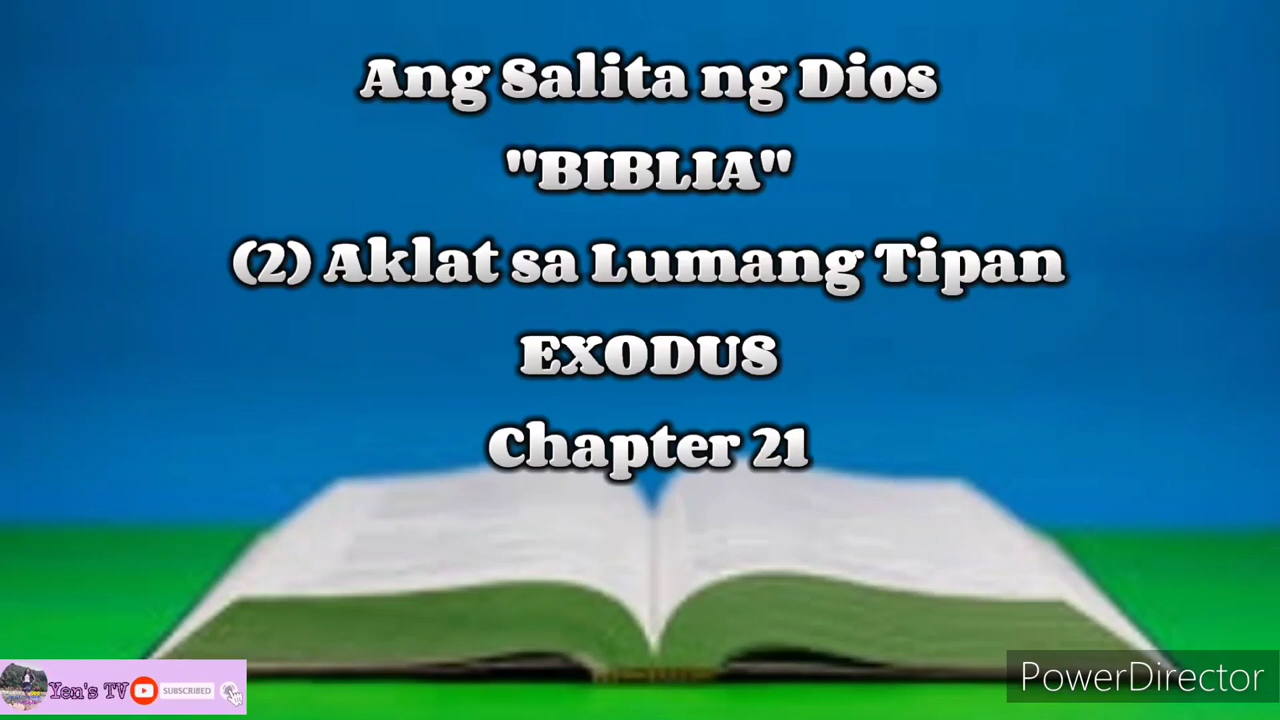 Ang Salita ng Dios
"BIBLIA"
(2) Aklat sa Lumang Tipan
EXODUS
Chapter 21
Yen's TV SUBSCRIBED
PowerDirector